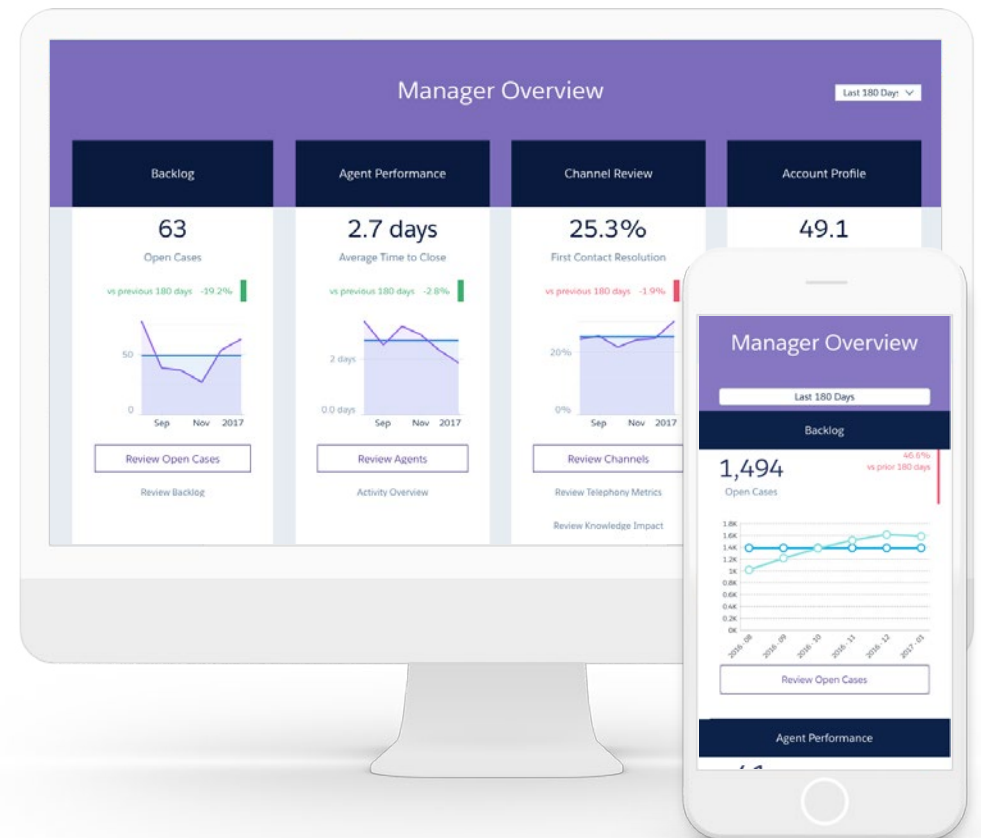 Manager Overview
Last 180 Day:
Backlog
Agent Performance
Channel Review
Account Profile
63
2.7 days
25.3%
49.1
Open Cases
Average Time to Close
First Contact Resolution
vs previous 180 days -19.2%
vs previous 180 days -2.8%
vs previous 180 days -1.9%
50
0
Sep Nov 2017
2 days
0.0 days
Sep Nov 2017
20%
0%
Sep Nov 2017
Review Open Cases
Review Agents
Review Channels
Review Backlog
Activity Overview
Review Telephony Metrics
Review Knowledge Impact
Manager Overview
Last 180 Days
Backlog
1,494
46.6%
vs prior 180 days
Open Cases
1.8K
1.6K
1.4K
1.2K
1K
0.8K
0.6K
0.4K
0.2K
0K
2016-08
2016-09
2016-10
2016-11
2016-12
2017-01
Review Open Cases
Agent Performance